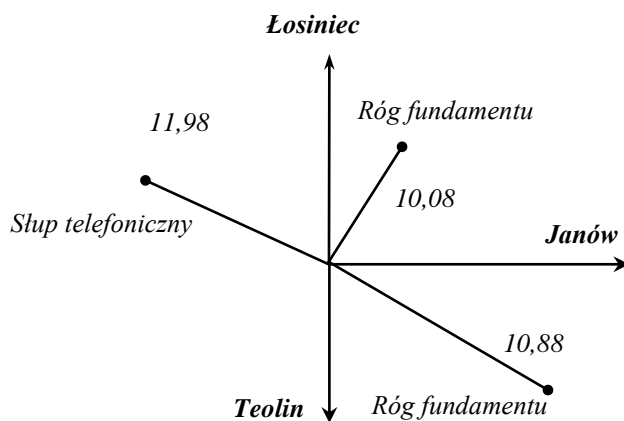 Łosiniec
11,98
Róg fundamentu
10,08
Słup telefoniczny
Janów
10,88
Teolin
Róg fundamentu